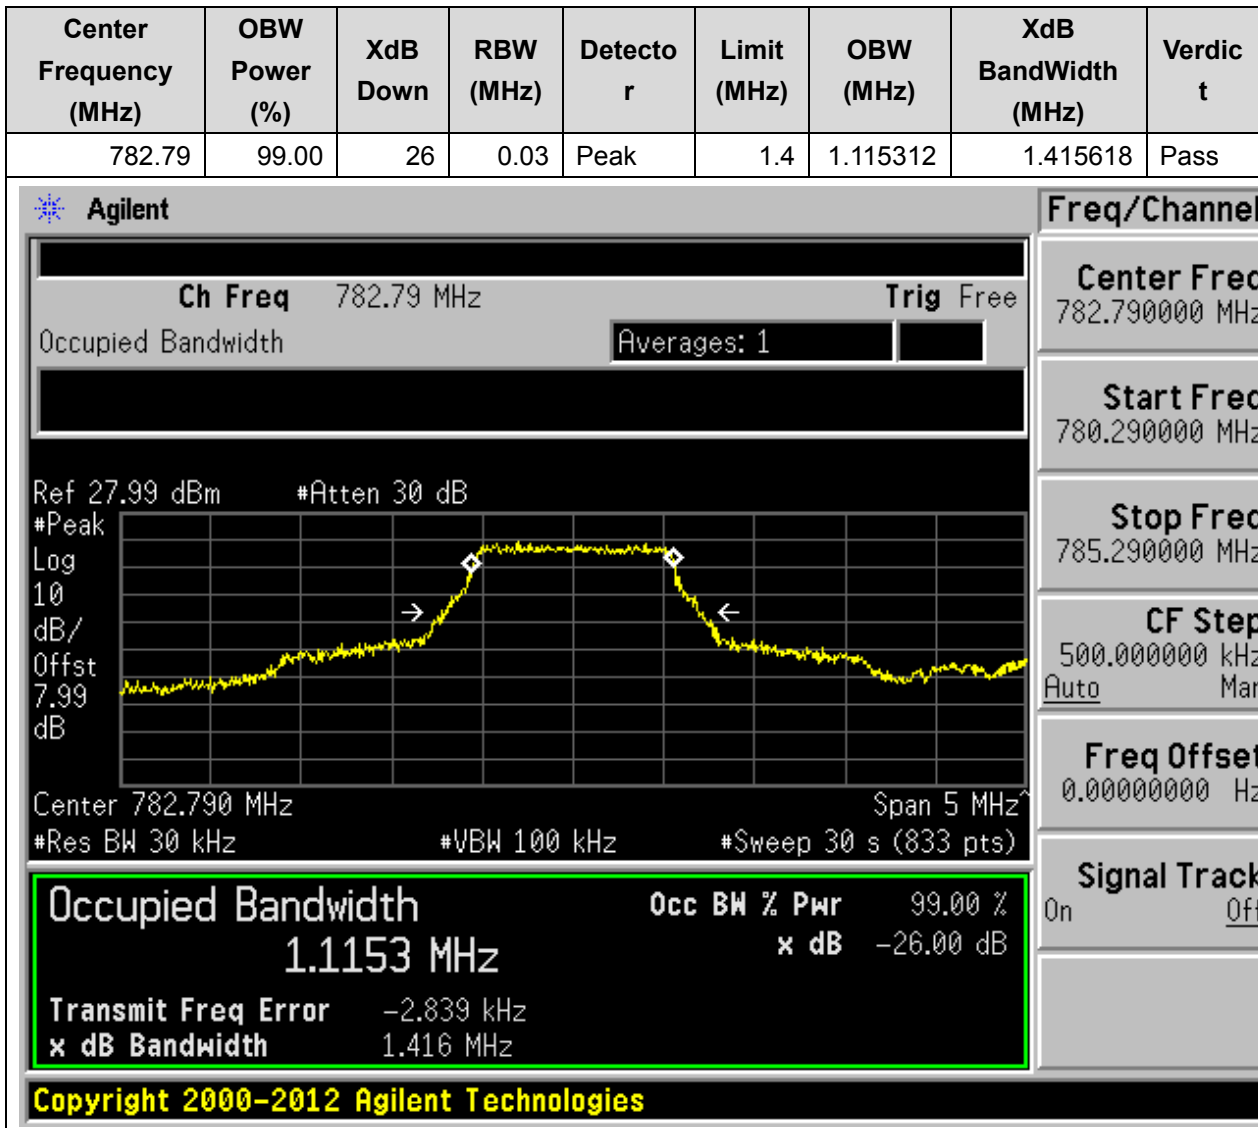 Center Frequency (MHz) OBW Power (%) XdB Down RBW (MHz) Detecto r Limit (MHz) OBW (MHz) XdB BandWidth (MHz) Verdic t
782.79 99.00 26 0.03 Peak 1.4 1.115312 1.415618 Pass
Agilent
Freq/Channel
Ch Freq 782.79 MHz Trig Free
Occupied Bandwidth Averages: 1
Center Freq
782.790000 MHz
Start Freq
780.290000 MHz
Stop Freq
785.290000 MHz
CF Step
500.000000 kHz
Auto Man
Freq Offset
0.00000000 Hz
Signal Track
On Off
Ref 27.99 dBm #Atten 30 dB
#Peak
Log
10
dB/
Offst
7.99
dB
Center 782.790 MHz Span 5 MHz^
#Res BW 30 kHz #VBW 100 kHz #Sweep 30 s (833 pts)
Occupied Bandwidth
1.1153 MHz
Occ BW % Pwr 99.00 %
x dB -26.00 dB
Transmit Freq Error -2.839 kHz
x dB Bandwidth 1.416 MHz
Copyright 2000-2012 Agilent Technologies